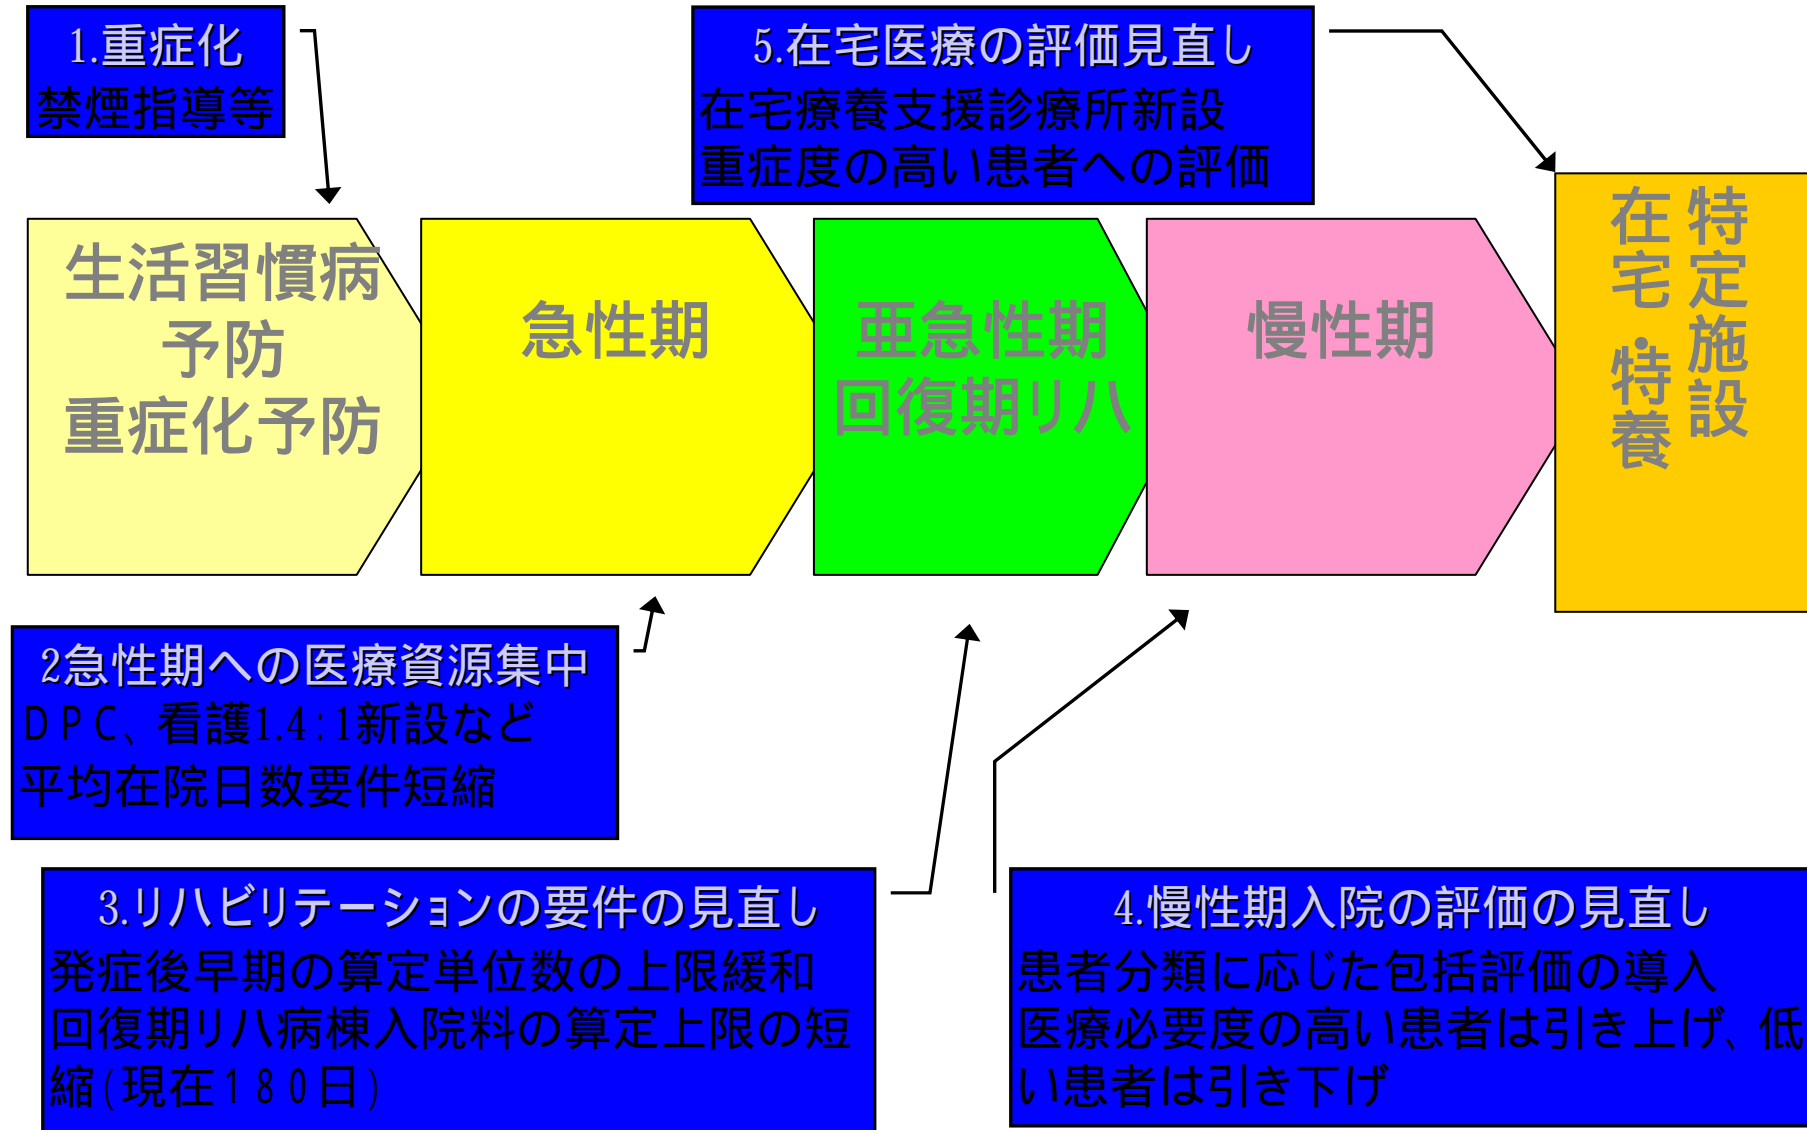 1.重症化
禁煙指導等
5.在宅医療の評価見直し
在宅療養支援診療所新設
重症度の高い患者への評価
生活習慣病
予防
重症化予防
急性期
亜急性期
回復期リハ
慢性期
特定施設
在宅・特養
2急性期への医療資源集中
ＤＰＣ、看護1.4:1新設など
平均在院日数要件短縮
3.リハビリテーションの要件の見直し
発症後早期の算定単位数の上限緩和
回復期リハ病棟入院料の算定上限の短
縮(現在１８０日)
4.慢性期入院の評価の見直し
患者分類に応じた包括評価の導入
医療必要度の高い患者は引き上げ、低
い患者は引き下げ